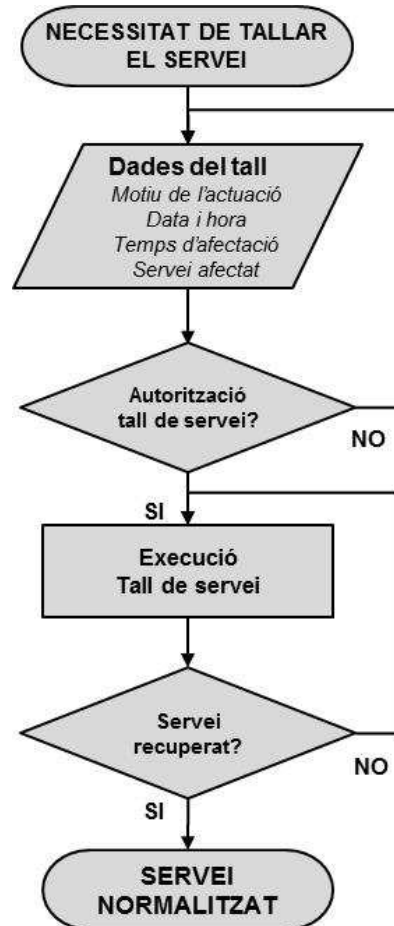 NECESSITAT DE TALLAR
EL SERVEI
Dades del tall
Motiu de l'actuació
Data i hora
Temps d'afectació
Servei afectat
Autorització
tall de servei?
NO
SI
Execució
Tall de servei
Servei
recuperat?
NO
SI
SERVEI
NORMALITZAT